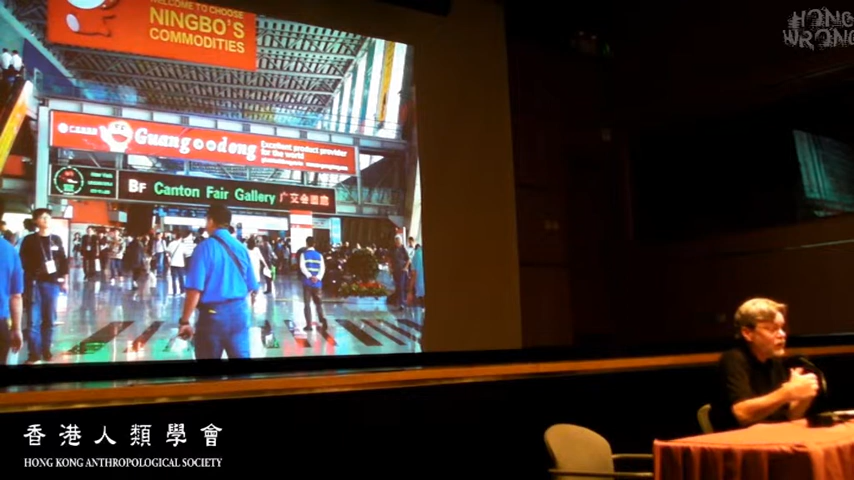 WELCOME TO CHOOSE
NINGBO'S
COMMODITIES
HONG
WRONG
Guangdong
Excellent product provider
for the world
8F Canton Fair Gallery 广交会画廊
香港人類學會
HONG KONG ANTHROPOLOGICAL SOCIETY